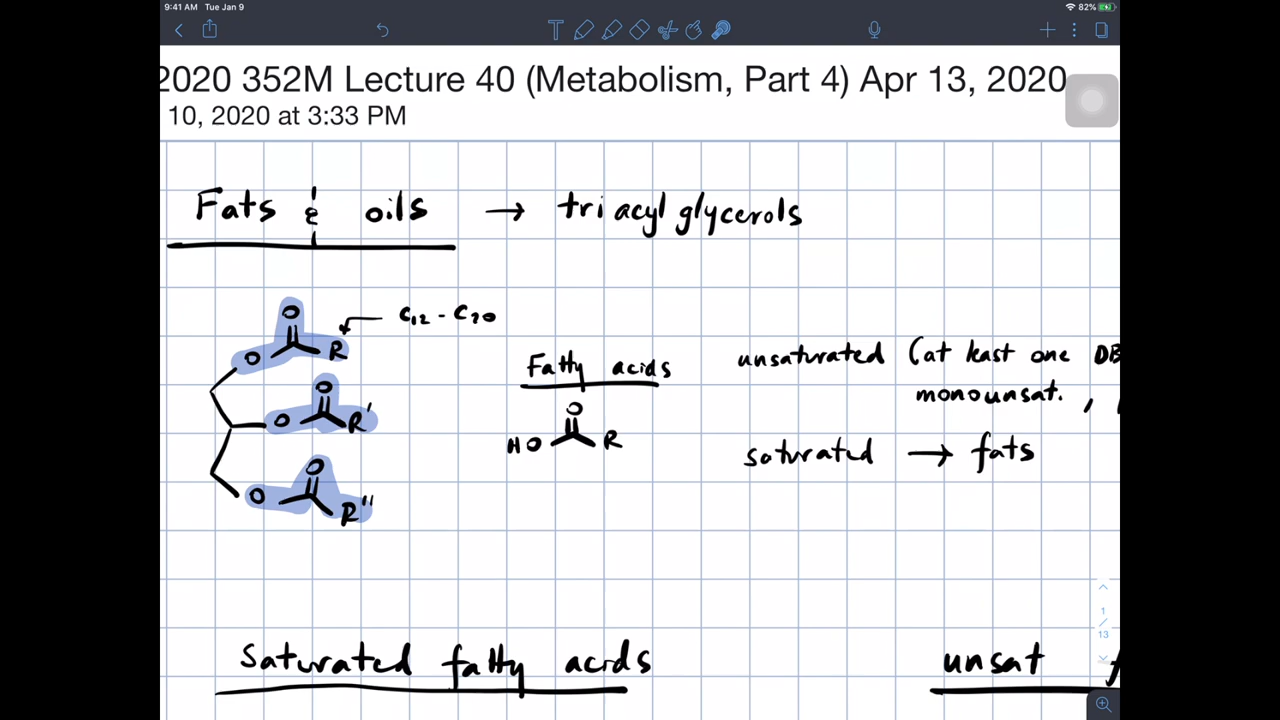 9:41 AM Tue Jan 9
82%
2020 352M Lecture 40 (Metabolism, Part 4) Apr 13, 2020
10, 2020 at 3:33 PM
Fats & oils → triacylglycerols
O
O R ← C12 - C20
O
O R'
O
O R"
Fatty acids
O
HO R
unsaturated (at least one DB
monounsat. ,
saturated → fats
1
/
13
Saturated fatty acids
unsat f